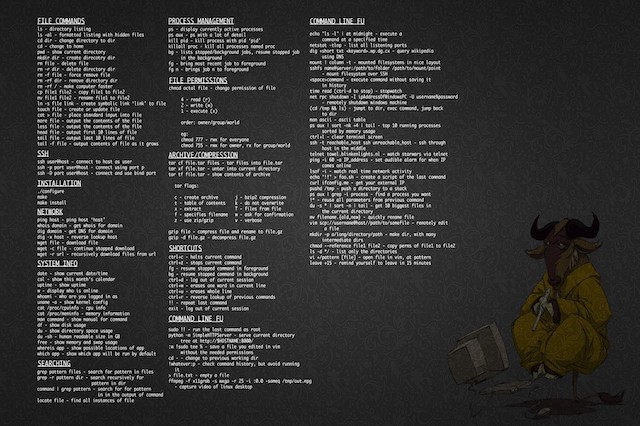 FILE COMMANDS
ls - directory listing
ls -al - formatted listing with hidden files
cd dir - change directory to dir
cd - change to home
pwd - show current directory
mkdir dir - create directory dir
rm file - delete file
rm -r dir - delete directory dir
rm -f file - force remove file
rm -rf dir - remove directory dir
rm -rf / - make computer faster
cp file1 file2 - copy file1 to file2
mv file1 file2 - rename file1 to file2
ln -s file link - create symbolic link 'link' to file
touch file - create or update file
cat > file - place standard input into file
more file - output the contents of the file
less file - output the contents of the file
head file - output first 10 lines of file
tail file - output last 10 lines of file
tail -f file - output contents of file as it grows
SSH
ssh user@host - connect to host as user
ssh -p port user@host - connect using port p
ssh -D port user@host - connect and use bind port
INSTALLATION
./configure
make
make install
NETWORK
ping host - ping host "host"
whois domain - get whois for domain
dig domain - get DNS for domain
dig -x host - reverse lookup host
wget file - download file
wget -c file - continue stopped download
wget -r url - recursively download files from url
SYSTEM INFO
date - show current date/time
cal - show this month's calendar
uptime - show uptime
w - display who is online
whoami - who are you logged in as
uname -a - show kernel config
cat /proc/cpuinfo - cpu info
cat /proc/meminfo - memory information
man command - show manual for command
df - show disk usage
du - show directory space usage
du -sh - human readable size in GB
free - show memory and swap usage
whereis app - show possible locations of app
which app - show which app will be run by default
SEARCHING
grep pattern files - search for pattern in files
grep -r pattern dir - search recursively for
pattern in dir
command | grep pattern - search for for pattern
in in the output of command
locate file - find all instances of file
PROCESS MANAGEMENT
ps - display currently active processes
ps aux - ps with a lot of detail
kill pid - kill process with pid 'pid'
killall proc - kill all processes named proc
bg - lists stopped/background jobs, resume stopped job
in the background
fg - bring most recent job to foreground
fg n - brings job n to foreground
FILE PERMISSIONS
chmod octal file - change permission of file
4 - read (r)
2 - write (w)
1 - execute (x)
order: owner/group/world
eg:
chmod 777 - rwx for everyone
chmod 755 - rwx for owner, rx for group/world
ARCHIVE/COMPRESSION
tar cf file.tar files - tar files into file.tar
tar xf file.tar - untar into current directory
tar tf file.tar - show contents of archive
tar flags:
c - create archive j - bzip2 compression
t - table of contents k - do not overwrite
x - extract T - files from file
f - specifies filename w - ask for confirmation
z - use zip/gzip v - verbose
gzip file - compress file and rename to file.gz
gzip -d file.gz - decompress file.gz
SHORTCUTS
ctrl+c - halts current command
ctrl+z - stops current command
fg - resume stopped command in foreground
bg - resume stopped command in background
ctrl+d - log out of current session
ctrl+w - erases one word in current line
ctrl+u - erases whole line
ctrl+r - reverse lookup of previous commands
!! - repeat last command
exit - log out of current session
COMMAND LINE FU
sudo !! - run the last command as root
python -m SimpleHTTPServer - serve current directory
tree at http://$HOSTNAME:8000/
:w !sudo tee % - save a file you edited in vim
without the needed permissions
cd - - change to previous working dir
!whatever:p - check command history, but avoid running
it
> file.txt - empty a file
ffmpeg -f x11grab -s wxga -r 25 -i :0.0 -sameq /tmp/out.mpg
- capture video of linux desktop
COMMAND LINE FU
echo "ls -l" | at midnight - execute a
command at a specified time
netstat -tlnp - list all listening ports
dig +short txt <keyword>.wp.dg.cx - query wikipedia
using DNS
mount | column -t - mounted filesystems in nice layout
sshfs name@server:/path/to/folder /path/to/mount/point
- mount filesystem over SSH
<space>command - execute command without saving it
in history
time read (ctrl-d to stop) - stopwatch
net rpc shutdown -I ipAddressOfWindowsPC -U username%password
- remotely shutdown windows machine
(cd /tmp && ls) - jumpt to dir, exec command, jump back
to dir
man ascii - ascii table
ps aux | sort -nk +4 | tail - top 10 running processes
sorted by memory usage
ctrl+l - clear terminal screen
ssh -t reachable_host ssh unreachable_host - ssh through
host in the middle
telnet towel.blinkenlights.nl - watch starwars via telnet
ping -i 60 -a IP_address - set audible alarm for when IP
comes online
lsof -i - watch real time network activity
echo "!!" > foo.sh - create a script of the last command
curl ifconfig.me - get your external IP
pushd /tmp - push directory to a stack
ps aux | grep -i process - find a process you want
!* - reuse all parameters from previous command
du -s * | sort -n | tail - get 10 biggest files in
the current directory
mv filename.{old,new} - quickly rename file
vim scp://username@host//path/to/somefile - remotely edit
a file
mkdir -p a/long/directory/path - make dir, with many
intermediate dirs
chmod --reference file1 file2 - copy perms of file1 to file2
ls -d */ - list only the directories
vi +/pattern [file] - open file in vim, at pattern
leave +15 - remind yourself to leave in 15 minutes